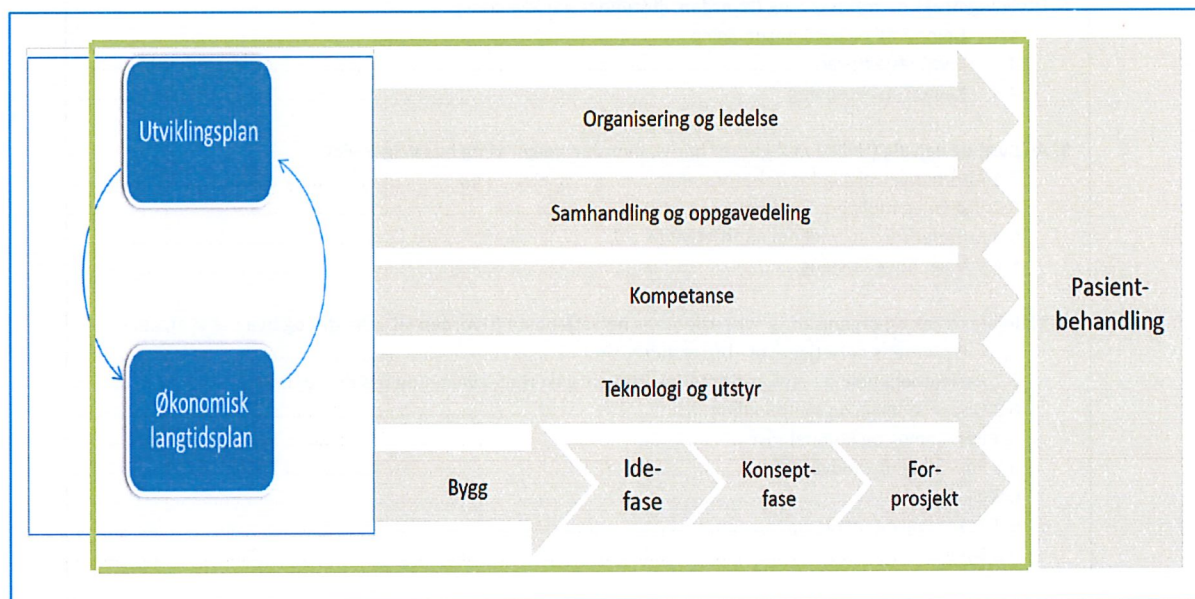 Utviklingsplan
Økonomisk
langtidsplan
Organisering og ledelse
Samhandling og oppgavedeling
Kompetanse
Teknologi og utstyr
Bygg
Ide-
fase
Konsept-
fase
For-
prosjekt
Pasient-
behandling